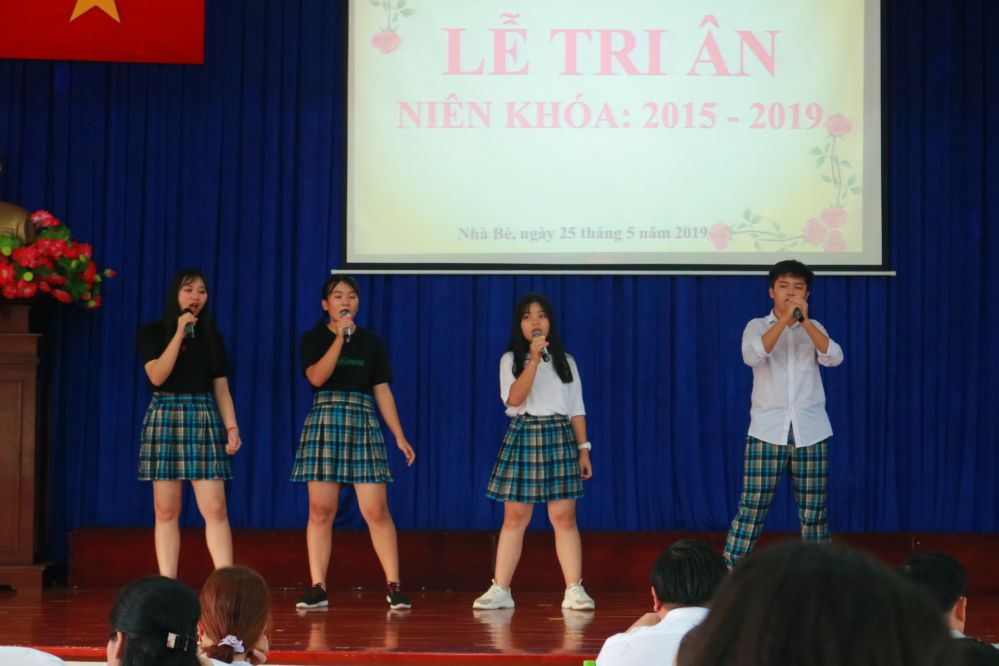 LỄ TRI ÂN
NIÊN KHÓA: 2015 - 2019
Nhà Bè, ngày 25 tháng 5 năm 2019